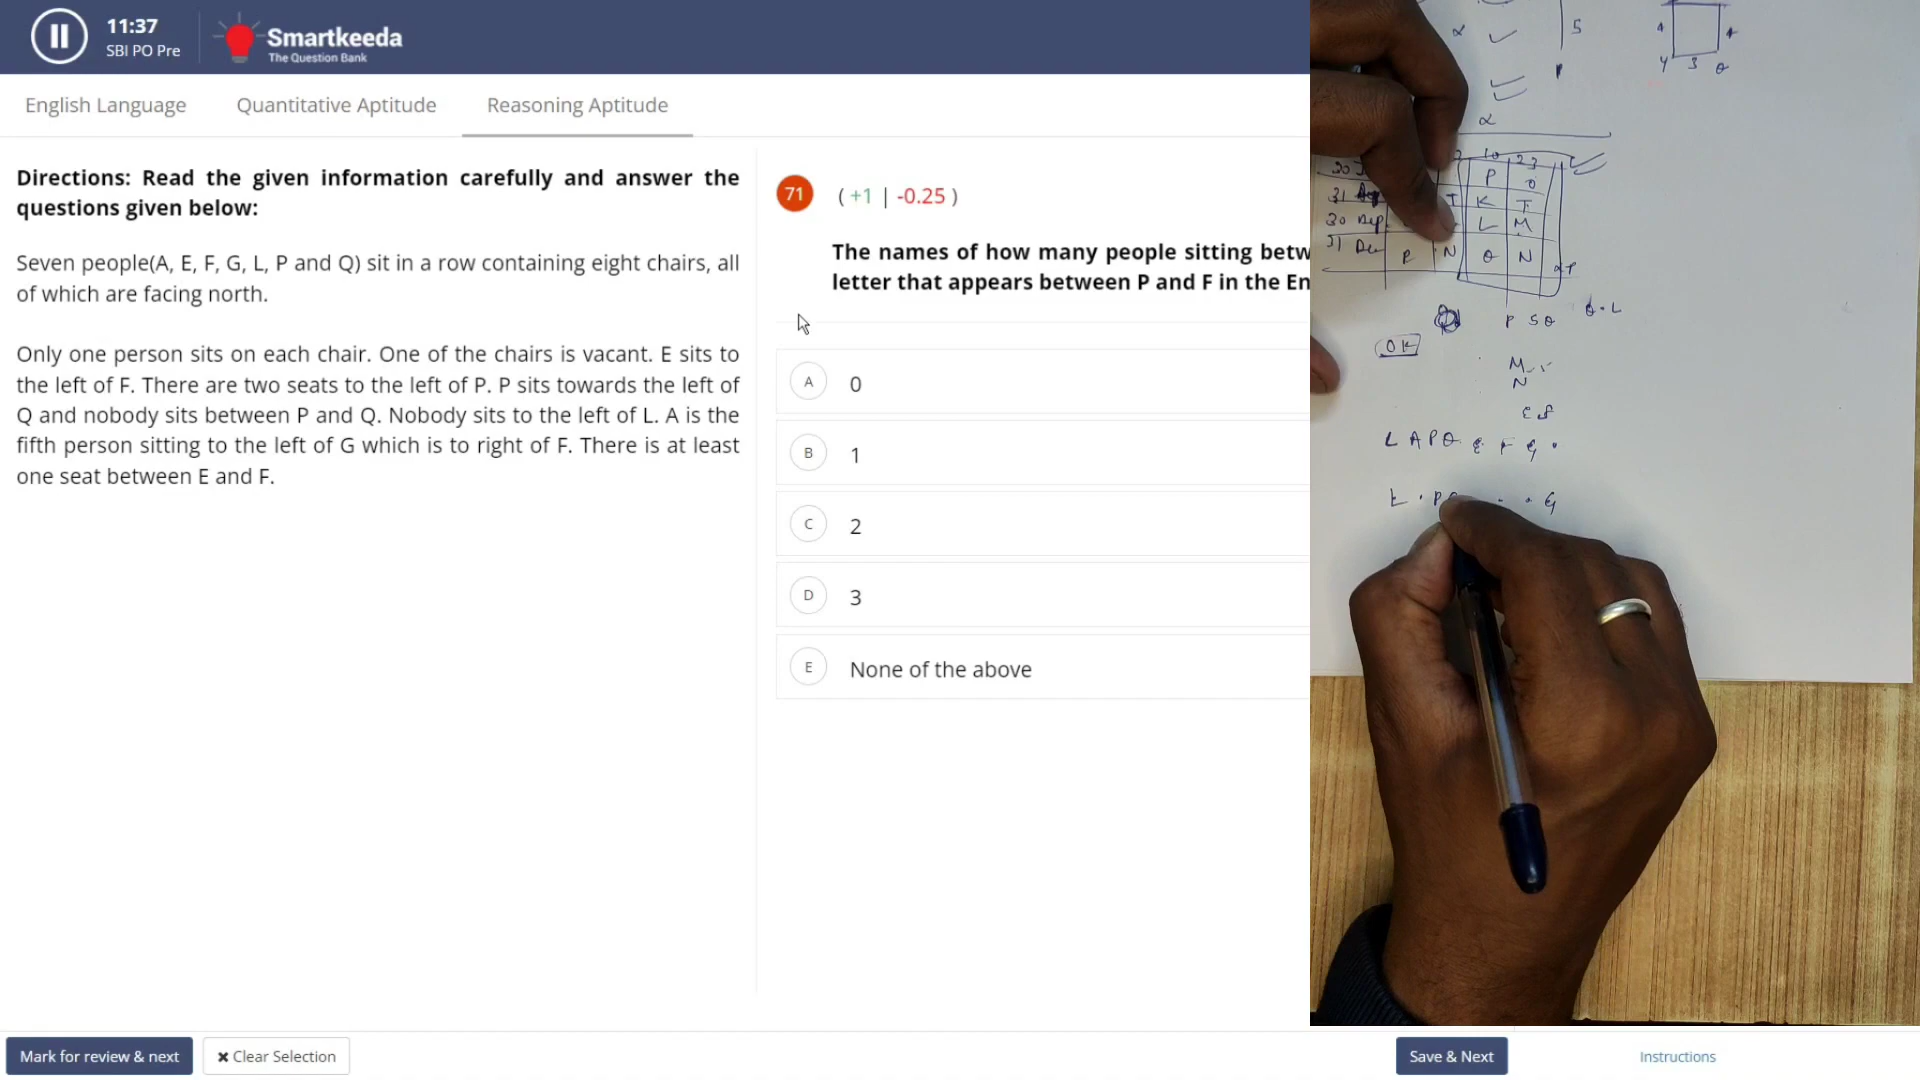 11:37
SBI PO Pre
Smartkeeda
The Question Bank
English Language
Quantitative Aptitude
Reasoning Aptitude
Directions: Read the given information carefully and answer the
questions given below:
Seven people(A, E, F, G, L, P and Q) sit in a row containing eight chairs, all
of which are facing north.
Only one person sits on each chair. One of the chairs is vacant. E sits to
the left of F. There are two seats to the left of P. P sits towards the left of
Q and nobody sits between P and Q. Nobody sits to the left of L. A is the
fifth person sitting to the left of G which is to right of F. There is at least
one seat between E and F.
71
( +1 | -0.25 )
The names of how many people sitting betw
letter that appears between P and F in the En
A 0
B 1
C 2
D 3
E None of the above
Mark for review & next
✖ Clear Selection
Save & Next
Instructions
S
P
O
K T
L M
P N Q N
P S Q
OK
M
N
L A P Q E F G